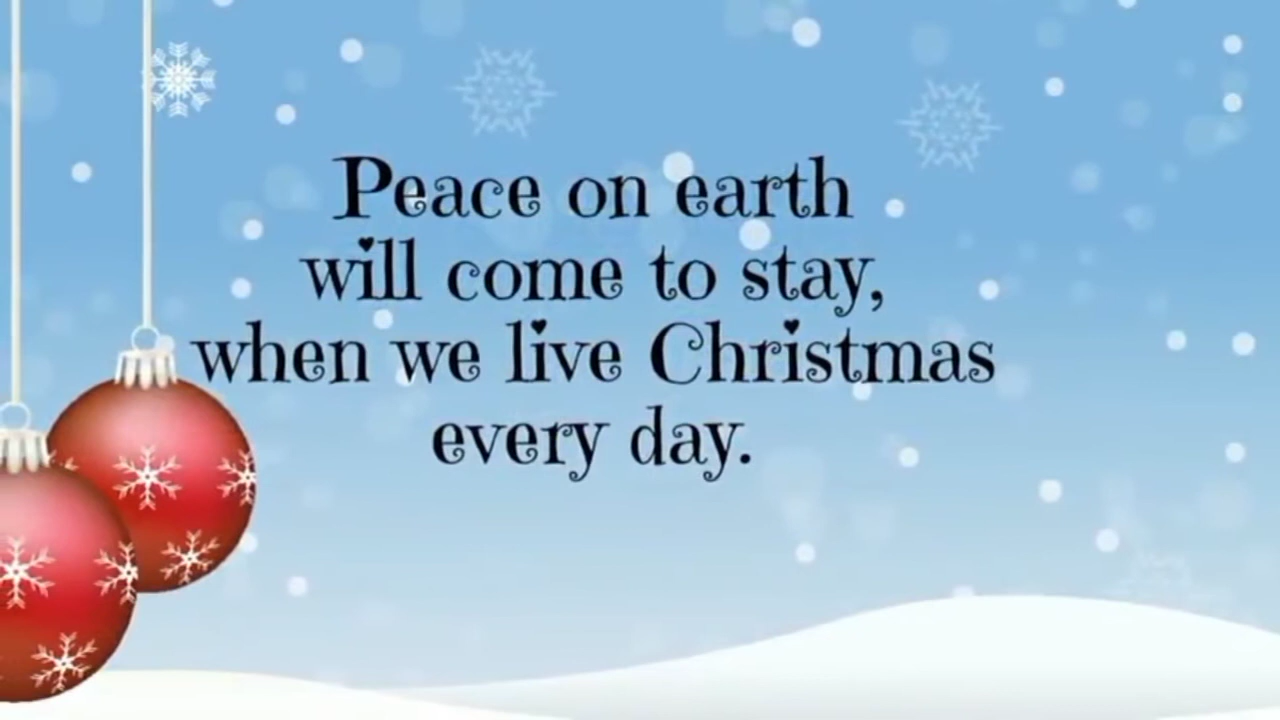 Peace on earth
will come to stay,
when we live Christmas
every day.